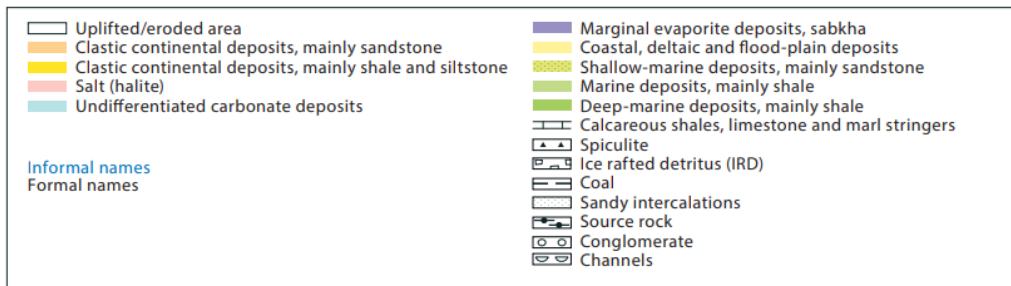 Uplifted/eroded area
Clastic continental deposits, mainly sandstone
Clastic continental deposits, mainly shale and siltstone
Salt (halite)
Undifferentiated carbonate deposits
Informal names
Formal names
Marginal evaporite deposits, sabkha
Coastal, deltaic and flood-plain deposits
Shallow-marine deposits, mainly sandstone
Marine deposits, mainly shale
Deep-marine deposits, mainly shale
Calcareous shales, limestone and marl stringers
Spiculite
Ice rafted detritus (IRD)
Coal
Sandy intercalations
Source rock
Conglomerate
Channels